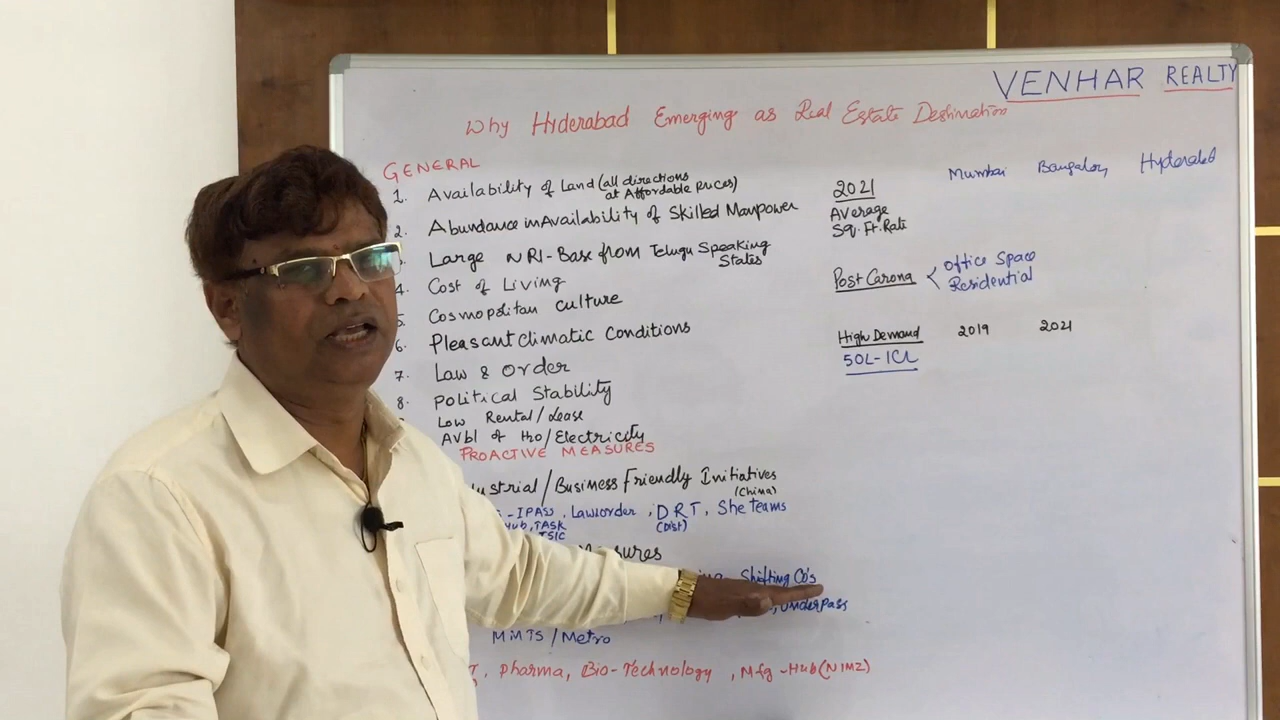 VENHAR REALTY
Why Hyderabad Emerging as Real Estate Destination
GENERAL
1. Availability of Land (all directions
at Affordable prices)
2. Abundance in Availability of Skilled Manpower
3. Large NRI-Base from Telugu Speaking
States
4. Cost of Living
5. Cosmopolitan culture
6. Pleasant Climatic Conditions
7. Law & order
8. Political Stability
Low Rental/Lease
Avbl of H2O/Electricity
PROACTIVE MEASURES
ustrial/Business Friendly Initiatives
(China)
-IPASS, Law&order, DRT, She Teams
Hub, TASK (Dist)
TSIC
sures
Shifting Co's
, Underpass
MMTS/Metro
T, Pharma, Bio-Technology, Mfg-Hub(NIMZ)
Mumbai Bangalore Hyderabad
2021
Average
Sq.Ft.Rate
Post Carona < Office Space
Residential
High Demand 2019 2021
50L-1CR